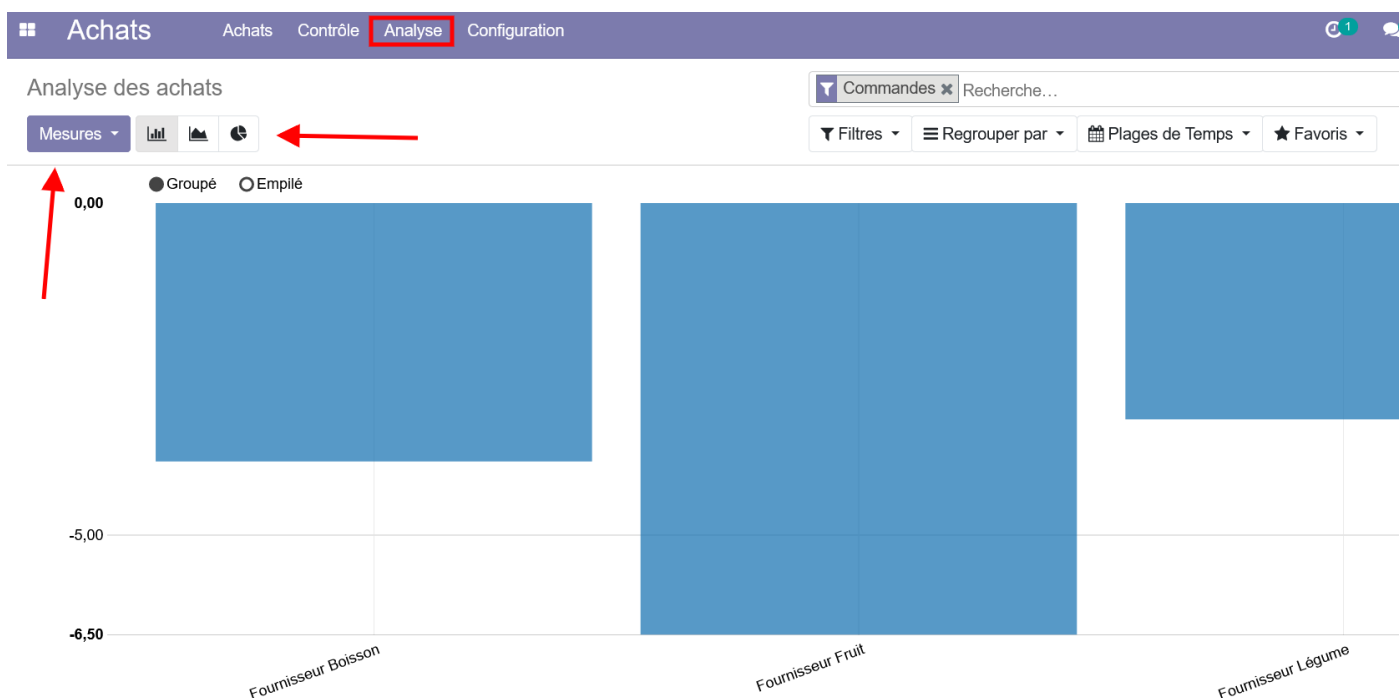 Achats Achats Contrôle Analyse Configuration 1
Analyse des achats Commandes Recherche…
Mesures Filtres Regrouper par Plages de Temps Favoris
Groupé Empilé
0,00
-5,00
-6,50
Fournisseur Boisson Fournisseur Fruit Fournisseur Légume